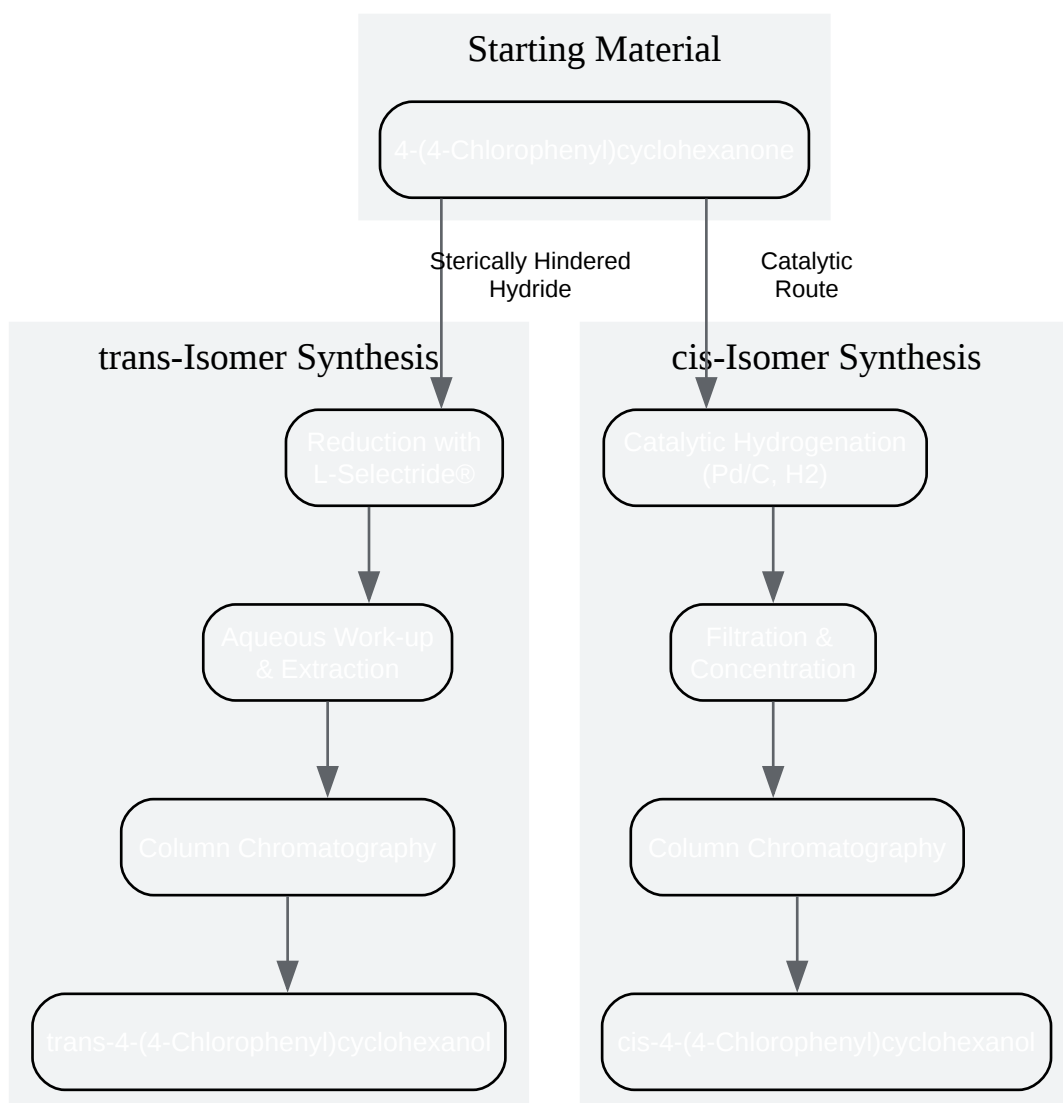 Starting Material
4-(4-Chlorophenyl)cyclohexanone
Sterically Hindered
Hydride
Catalytic
Route
trans-Isomer Synthesis
Reduction with
L-Selectride®
Aqueous Work-up
& Extraction
Column Chromatography
trans-4-(4-Chlorophenyl)cyclohexanol
cis-Isomer Synthesis
Catalytic Hydrogenation
(Pd/C, H2)
Filtration &
Concentration
Column Chromatography
cis-4-(4-Chlorophenyl)cyclohexanol